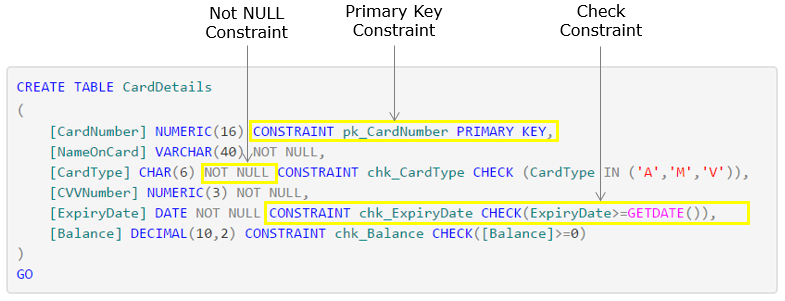 Not NULL Constraint
Primary Key Constraint
Check Constraint
CREATE TABLE CardDetails
(
[CardNumber] NUMERIC(16) CONSTRAINT pk_CardNumber PRIMARY KEY,
[NameOnCard] VARCHAR(40) NOT NULL,
[CardType] CHAR(6) NOT NULL CONSTRAINT chk_CardType CHECK (CardType IN ('A','M','V')),
[CVVNumber] NUMERIC(3) NOT NULL,
[ExpiryDate] DATE NOT NULL CONSTRAINT chk_ExpiryDate CHECK(ExpiryDate>=GETDATE()),
[Balance] DECIMAL(10,2) CONSTRAINT chk_Balance CHECK([Balance]>=0)
)
GO